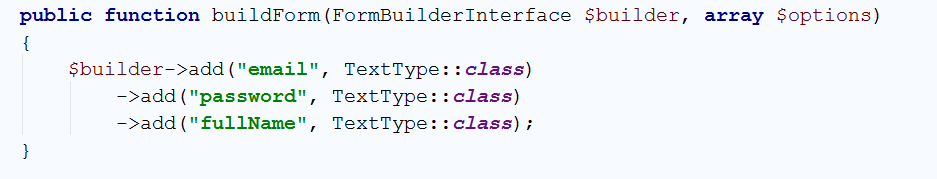 public function buildForm(FormBuilderInterface $builder, array $options)
{
    $builder->add("email", TextType::class)
        ->add("password", TextType::class)
        ->add("fullName", TextType::class);
}